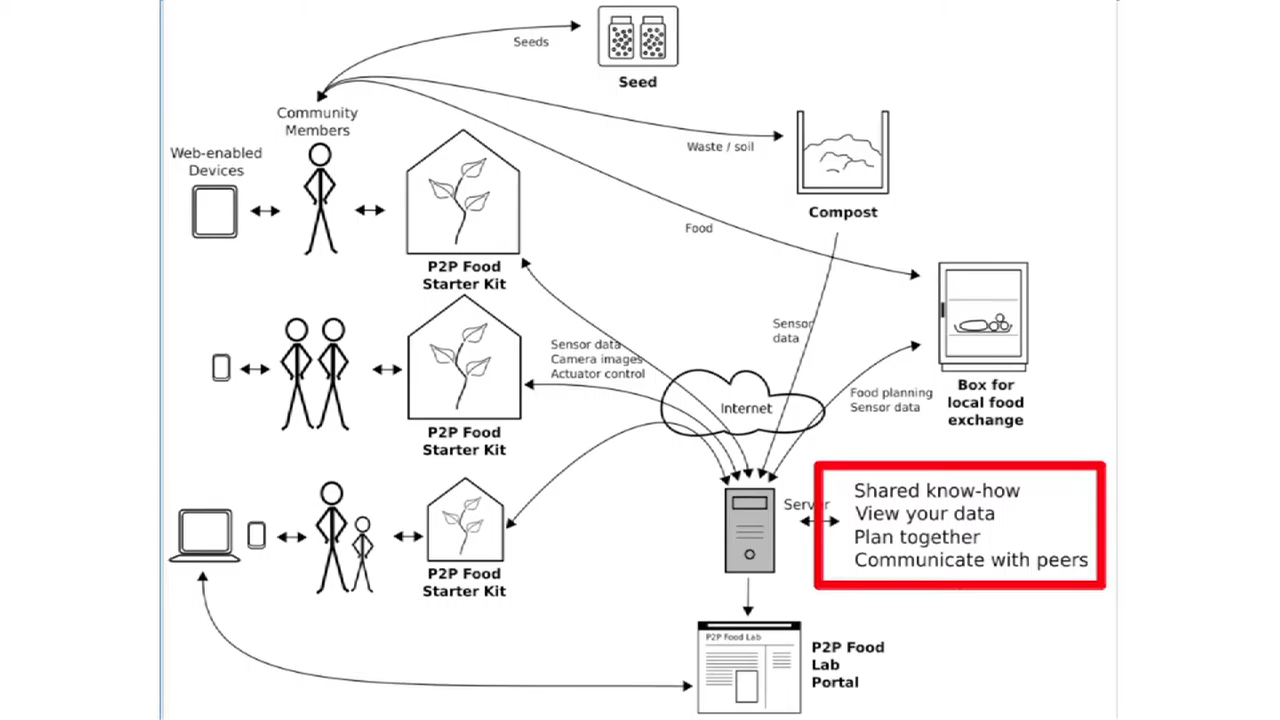 Seeds
Seed
Community
Members
Waste / soil
Web-enabled
Devices
Compost
Food
P2P Food
Starter Kit
Sensor
data
Sensor data
Camera images
Actuator control
Box for
local food
exchange
Food planning
Sensor data
Internet
P2P Food
Starter Kit
Server
Shared know-how
View your data
Plan together
Communicate with peers
P2P Food
Starter Kit
P2P Food Lab
P2P Food
Lab
Portal